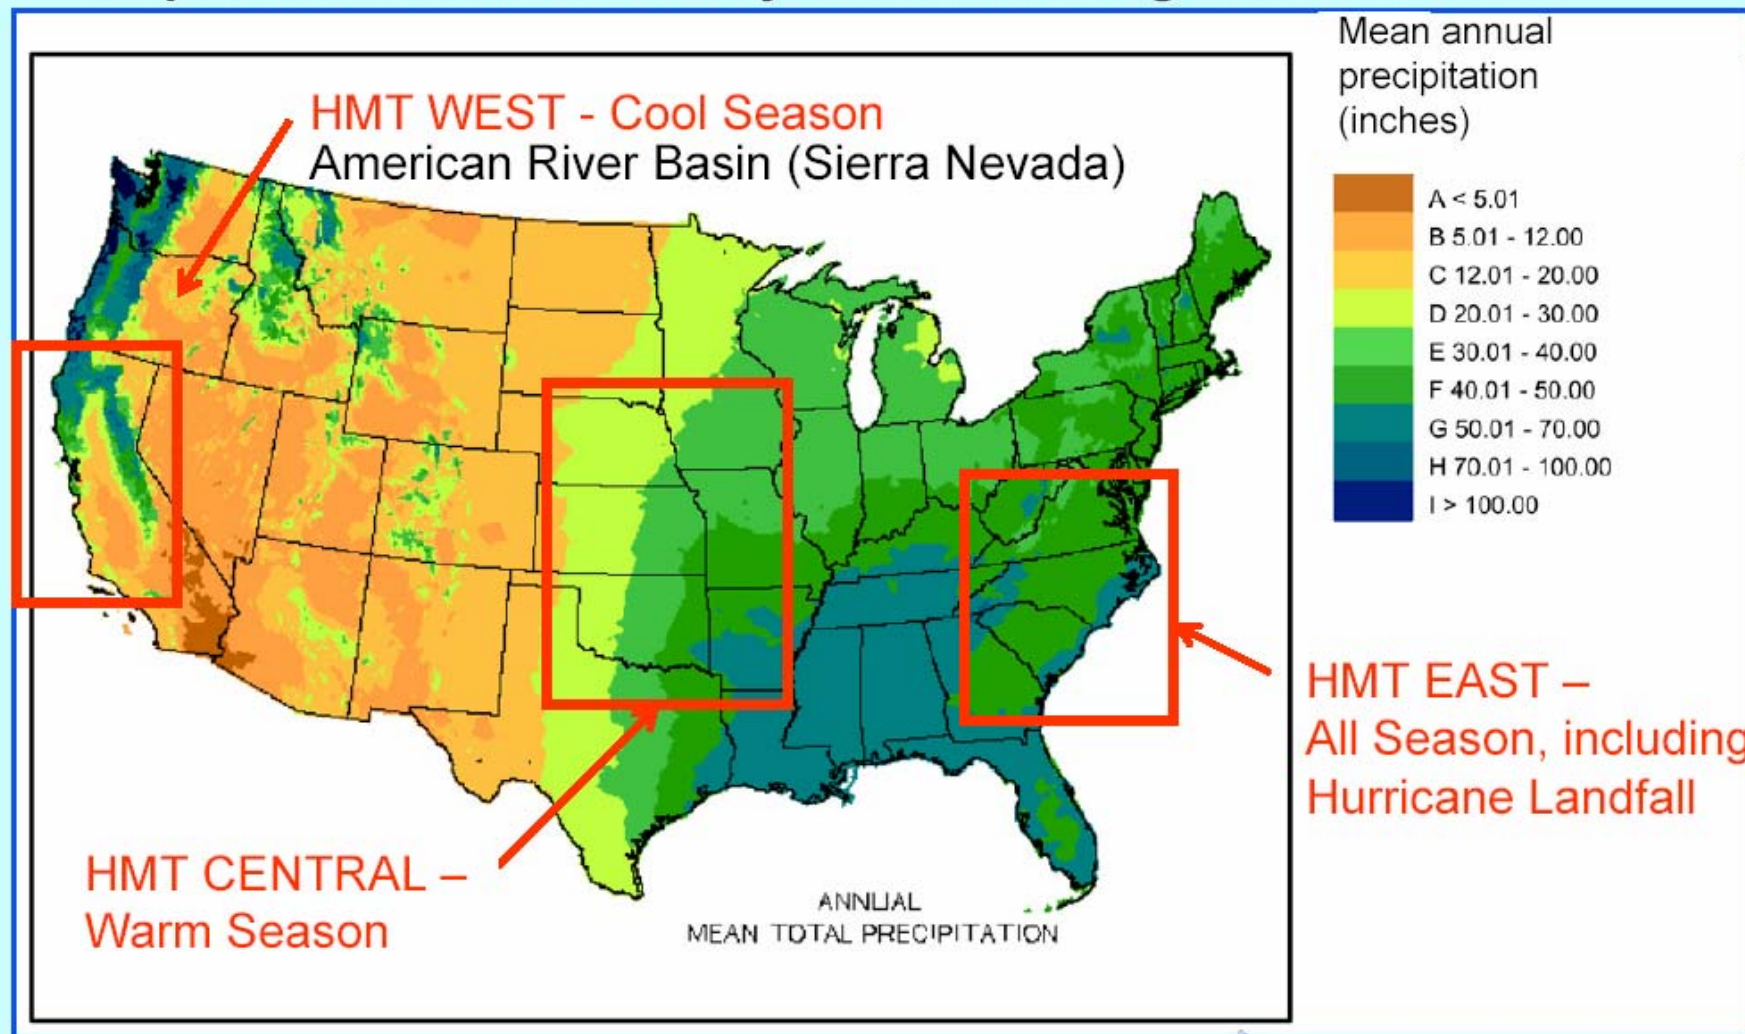 HMT WEST - Cool Season
American River Basin (Sierra Nevada)
Mean annual
precipitation
(inches)
A < 5.01
B 5.01 - 12.00
C 12.01 - 20.00
D 20.01 - 30.00
E 30.01 - 40.00
F 40.01 - 50.00
G 50.01 - 70.00
H 70.01 - 100.00
I > 100.00
HMT EAST –
All Season, including
Hurricane Landfall
HMT CENTRAL –
Warm Season
ANNUAL
MEAN TOTAL PRECIPITATION